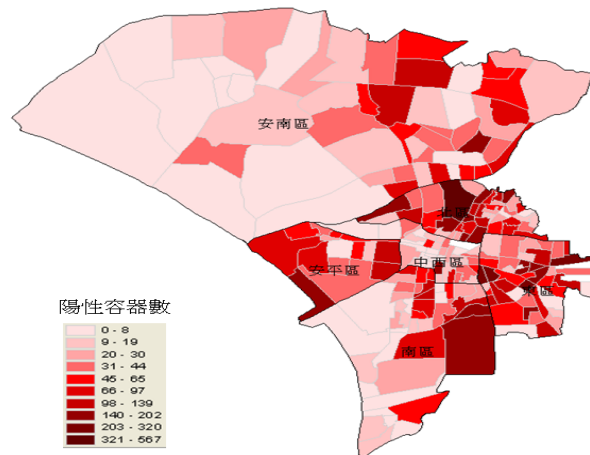 安南區
北區
中西區
安平區
東區
南區
陽性容器數
0 - 8
9 - 19
20 - 30
31 - 44
45 - 65
66 - 97
98 - 139
140 - 202
203 - 320
321 - 567